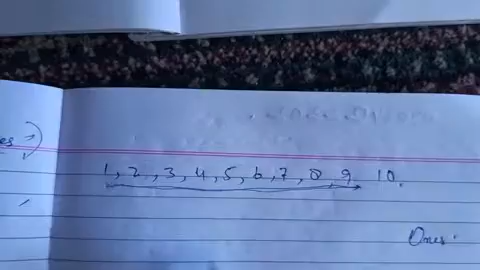 1, 2, 3, 4, 5, 6, 7, 8, 9 10.
Ones